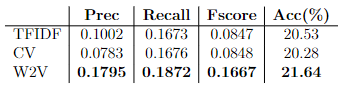 Prec Recall Fscore Acc(%)
TFIDF 0.1002 0.1673 0.0847 20.53
CV 0.0783 0.1676 0.0848 20.28
W2V 0.1795 0.1872 0.1667 21.64